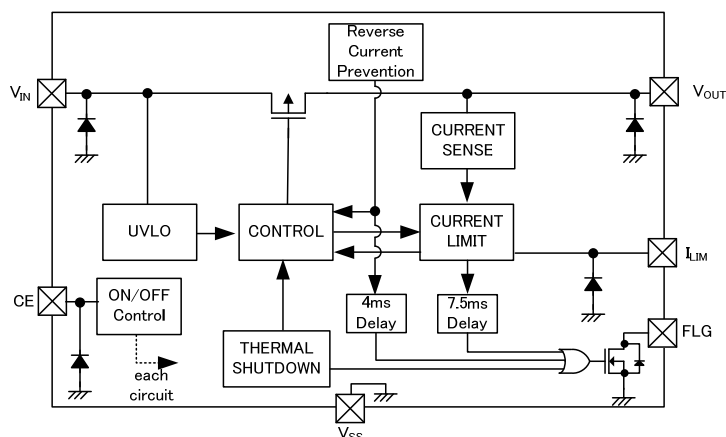 Reverse
Current
Prevention
VIN
VOUT
CURRENT
SENSE
UVLO
CONTROL
CURRENT
LIMIT
ILIM
CE
ON/OFF
Control
4ms
Delay
7.5ms
Delay
FLG
THERMAL
SHUTDOWN
each
circuit
VSS